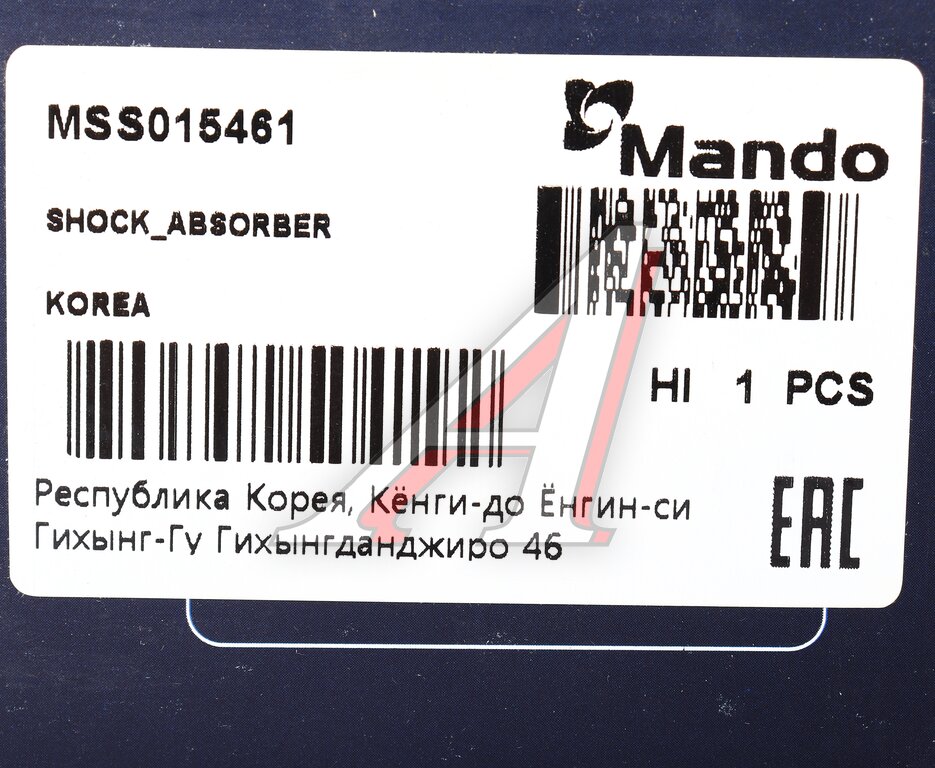 MSS015461
Mando
SHOCK_ABSORBER
KOREA
HI 1 PCS
Республика Корея, Кёнги-до Ёнгин-си
Гихынг-Гу Гихынгданджиро 46
EAC